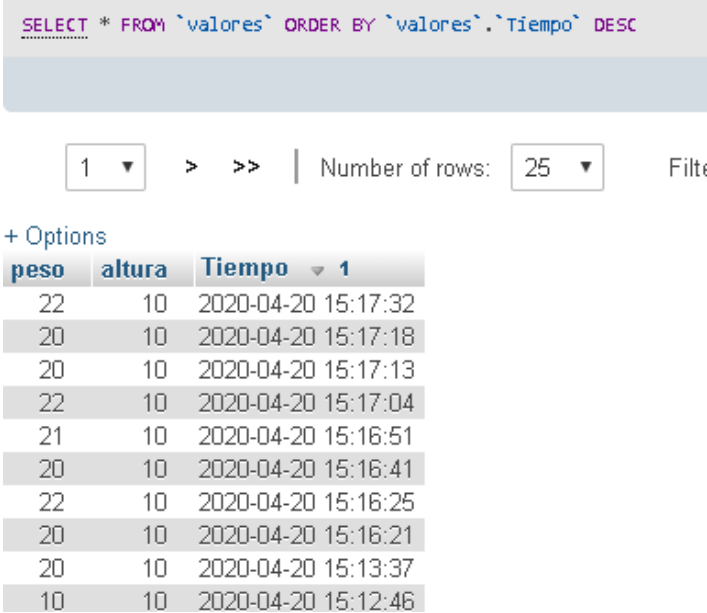 SELECT * FROM `valores` ORDER BY `valores`.`Tiempo` DESC
1 > >> | Number of rows: 25 Filte
+ Options
peso altura Tiempo 1
22 10 2020-04-20 15:17:32
20 10 2020-04-20 15:17:18
20 10 2020-04-20 15:17:13
22 10 2020-04-20 15:17:04
21 10 2020-04-20 15:16:51
20 10 2020-04-20 15:16:41
22 10 2020-04-20 15:16:25
20 10 2020-04-20 15:16:21
20 10 2020-04-20 15:13:37
10 10 2020-04-20 15:12:46